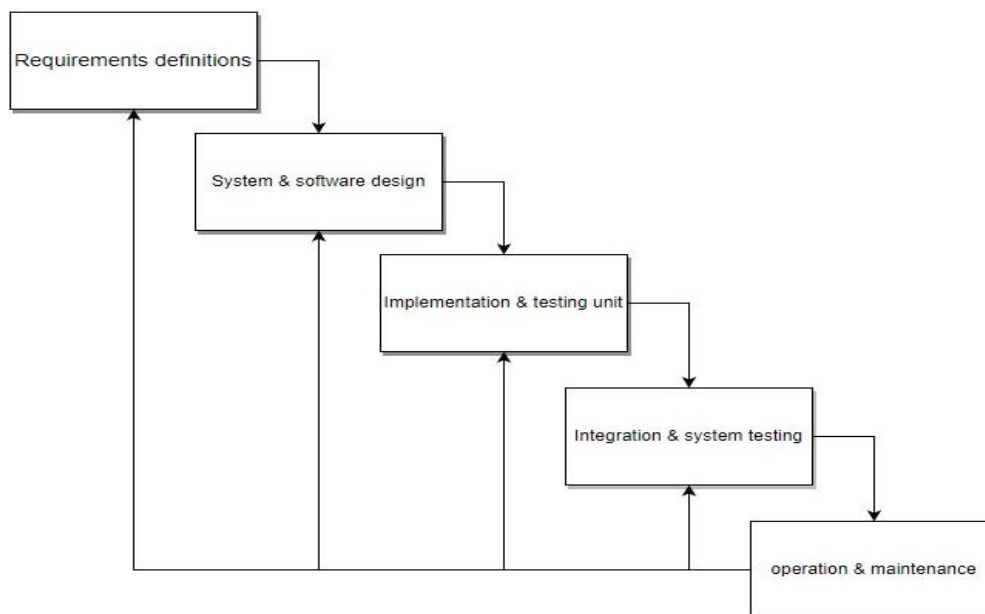 Requirements definitions
System & software design
Implementation & testing unit
Integration & system testing
operation & maintenance